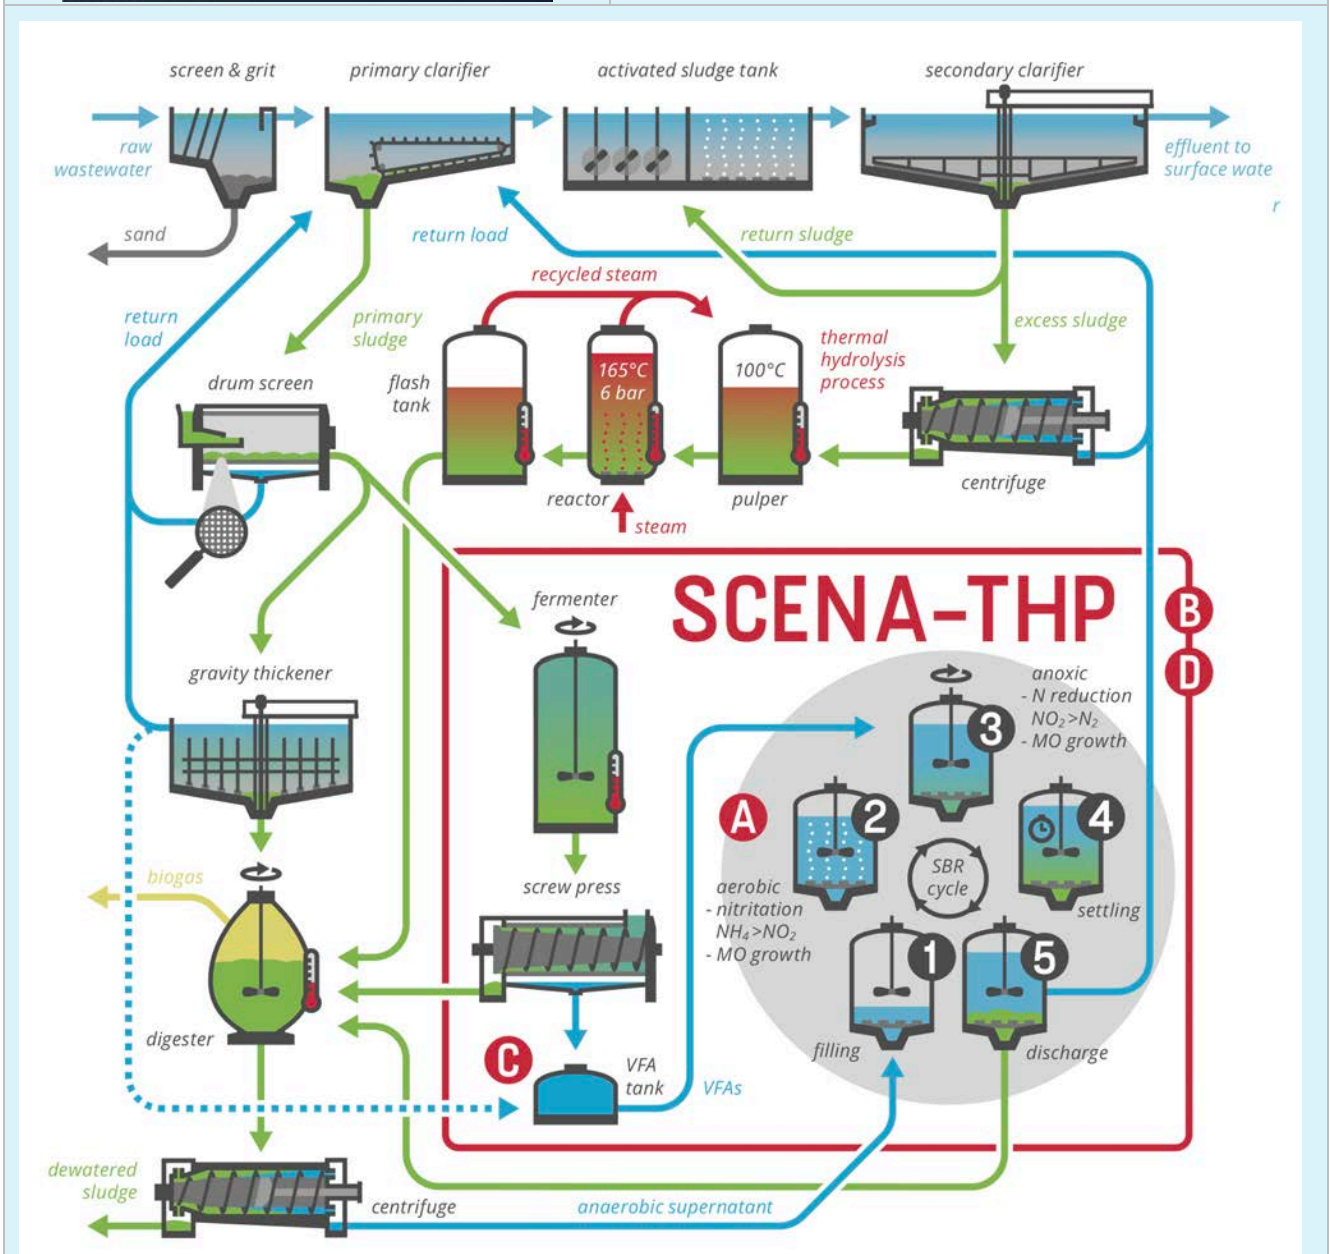 screen & grit
primary clarifier
activated sludge tank
secondary clarifier
raw
wastewater
effluent to
surface wate
r
sand
return load
return sludge
recycled steam
return
load
primary
sludge
excess sludge
thermal
hydrolysis
process
drum screen
flash
tank
165°C
6 bar
100°C
centrifuge
reactor
pulper
steam
SCENA-THP
B
D
fermenter
gravity thickener
anoxic
- N reduction
NO₂>N₂
- MO growth
3
A
2
4
SBR
cycle
biogas
screw press
aerobic
- nitritation
NH₄>NO₂
- MO growth
settling
1
5
digester
filling
discharge
C
VFA
tank
VFAs
dewatered
sludge
centrifuge
anaerobic supernatant